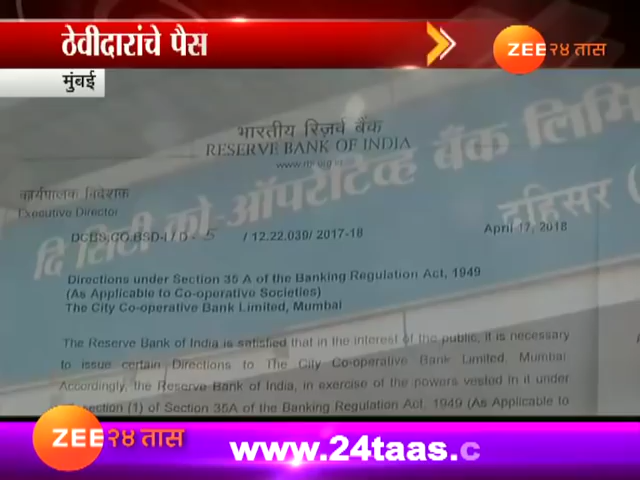 ठेवीदारांचे पैस
ZEE २४ तास
मुंबई
भारतीय रिज़र्व बैंक
RESERVE BANK OF INDIA
कार्यपालक निदेशक
Executive Director
दि सिटी को-ऑपरेटिव्ह बँक लिमि
दहिसर (
/ 12.22.039/ 2017-18
April 17, 2018
Directions under Section 35 A of the Banking Regulation Act, 1949
(As Applicable to Co-operative Societies)
The City Co-operative Bank Limited, Mumbai
The Reserve Bank of India is satisfied that in the interest of the public, it is necessary
to issue certain Directions to The City Co-operative Bank Limited, Mumbai
Accordingly, the Reserve Bank of India, in exercise of the powers vested in it under
section (1) of Section 35A of the Banking Regulation Act, 1949 (As Applicable to
ZEE २४ तास
www.24taas.c